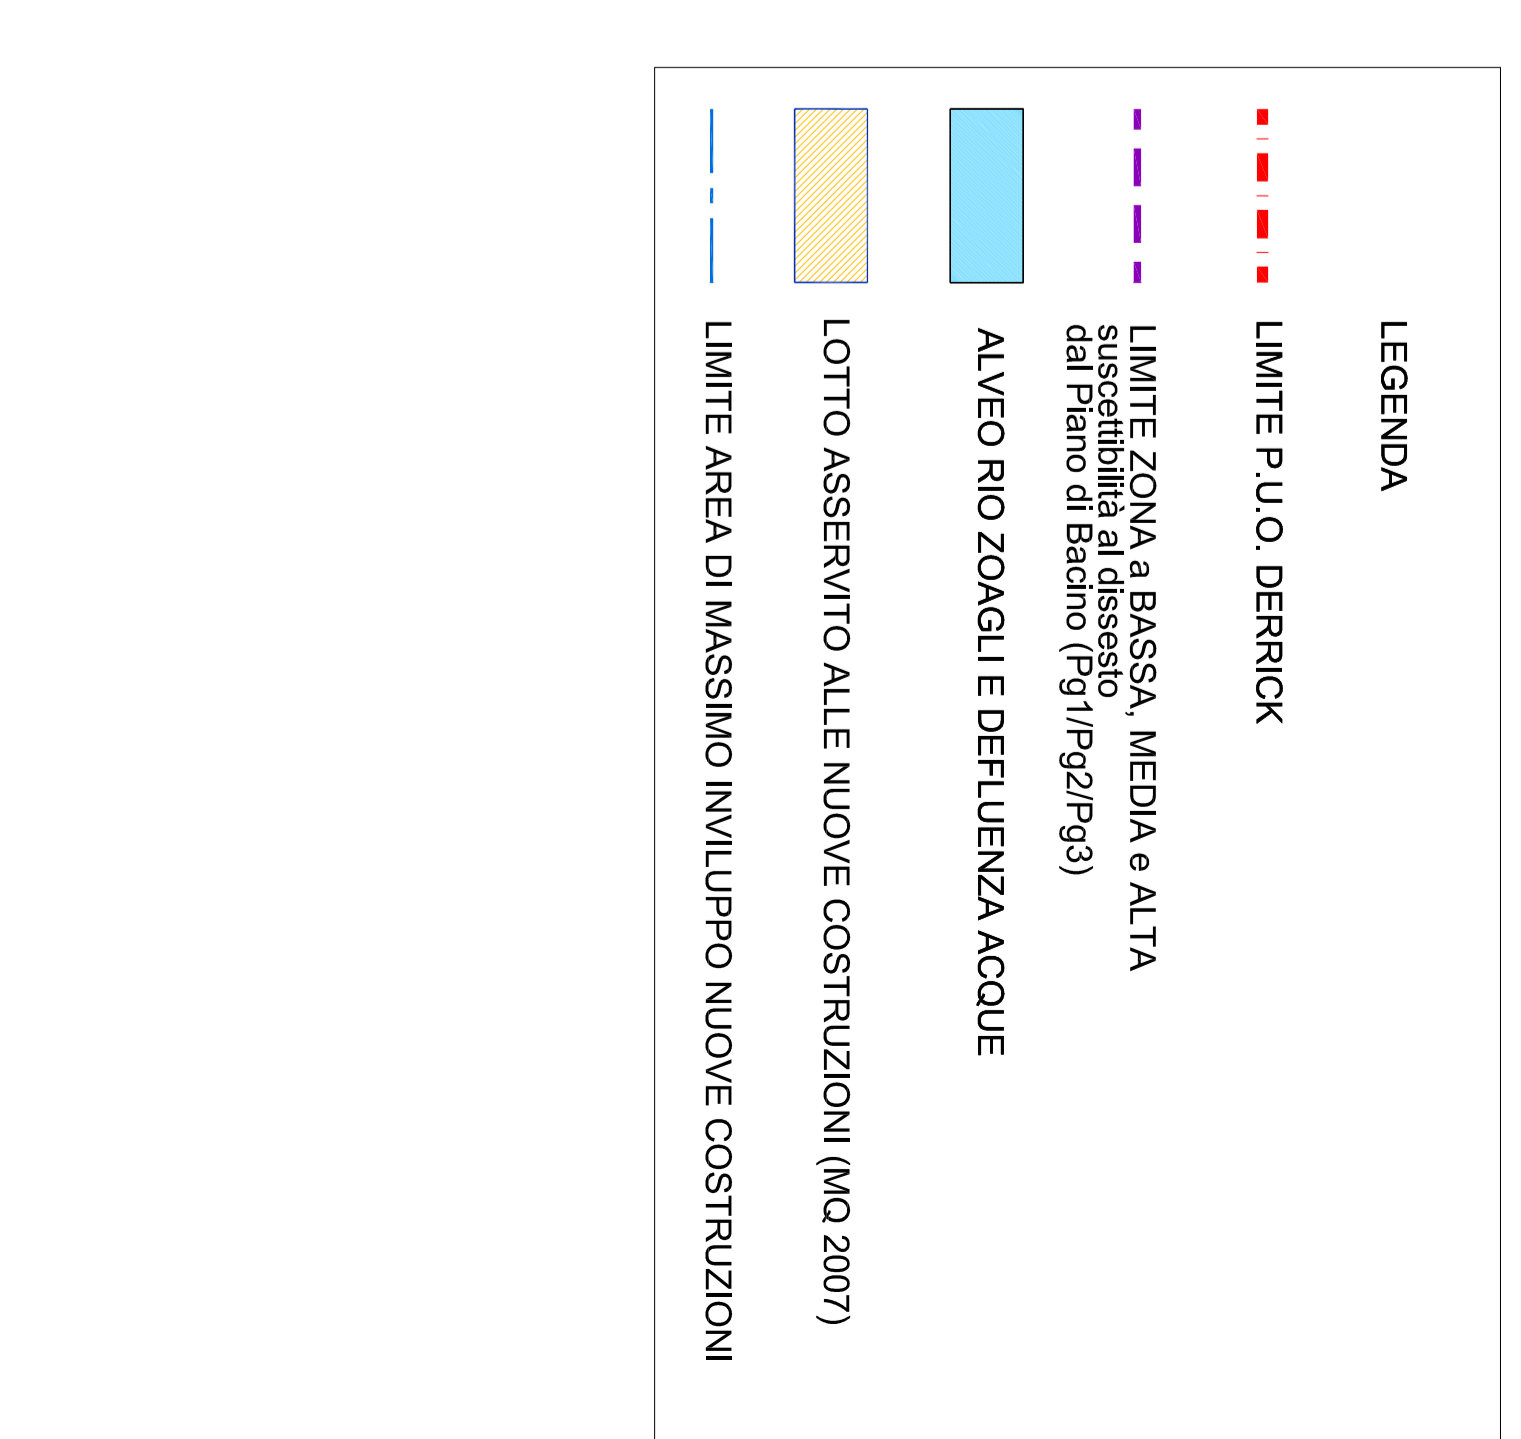 LEGENDA
LIMITE P.U.O. DERRICK
LIMITE ZONA a BASSA, MEDIA e ALTA
suscettibilità al dissesto
dal Piano di Bacino (Pg1/Pg2/Pg3)
ALVEO RIO ZOAGLI E DEFLUENZA ACQUE
LOTTO ASSERVITO ALLE NUOVE COSTRUZIONI (MQ 2007)
LIMITE AREA DI MASSIMO INVILUPPO NUOVE COSTRUZIONI